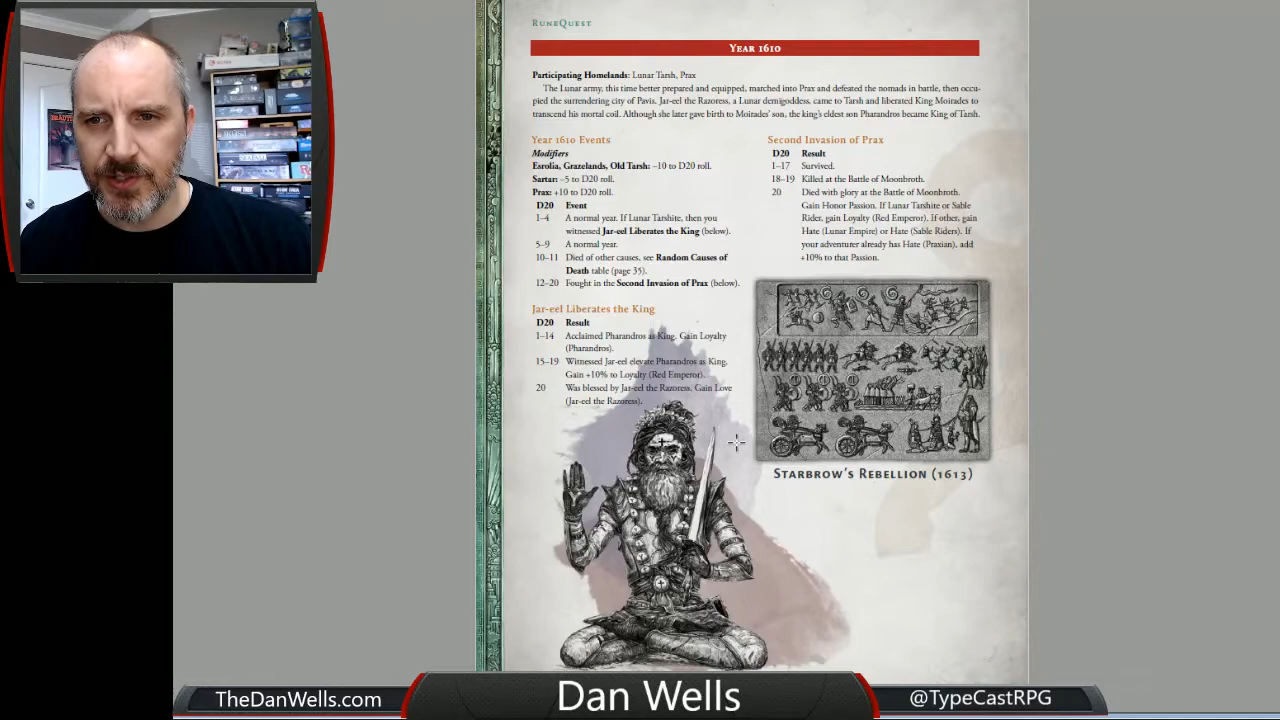 RuneQuest
Year 1610
Participating Homelands: Lunar Tarsh, Prax
The Lunar army, this time better prepared and equipped, marched into Prax and defeated the nomads in battle, then occu-
pied the surrendering city of Pavis. Jar-eel the Razoress, a Lunar demigoddess, came to Tarsh and liberated King Moirades to
transcend his mortal coil. Although she later gave birth to Moirades' son, the king's eldest son Pharandros became King of Tarsh.
Year 1610 Events
Modifiers
Esrolia, Grazelands, Old Tarsh: –10 to D20 roll.
Sartar: –5 to D20 roll.
Prax: +10 to D20 roll.
D20 Event
1–4 A normal year. If Lunar Tarshite, then you
witnessed Jar-eel Liberates the King (below).
5–9 A normal year.
10–11 Died of other causes, see Random Causes of
Death table (page 35).
12–20 Fought in the Second Invasion of Prax (below).
Jar-eel Liberates the King
D20 Result
1–14 Acclaimed Pharandros as King. Gain Loyalty
(Pharandros).
15–19 Witnessed Jar-eel elevate Pharandros as King.
Gain +10% to Loyalty (Red Emperor).
20 Was blessed by Jar-eel the Razoress. Gain Love
(Jar-eel the Razoress).
Second Invasion of Prax
D20 Result
1–17 Survived.
18–19 Killed at the Battle of Moonbroth.
20 Died with glory at the Battle of Moonbroth.
Gain Honor Passion. If Lunar Tarshite or Sable
Rider, gain Loyalty (Red Emperor). If other, gain
Hate (Lunar Empire) or Hate (Sable Riders). If
your adventurer already has Hate (Praxian), add
+10% to that Passion.
Starbrow's Rebellion (1613)
TheDanWells.com
Dan Wells
@TypeCastRPG